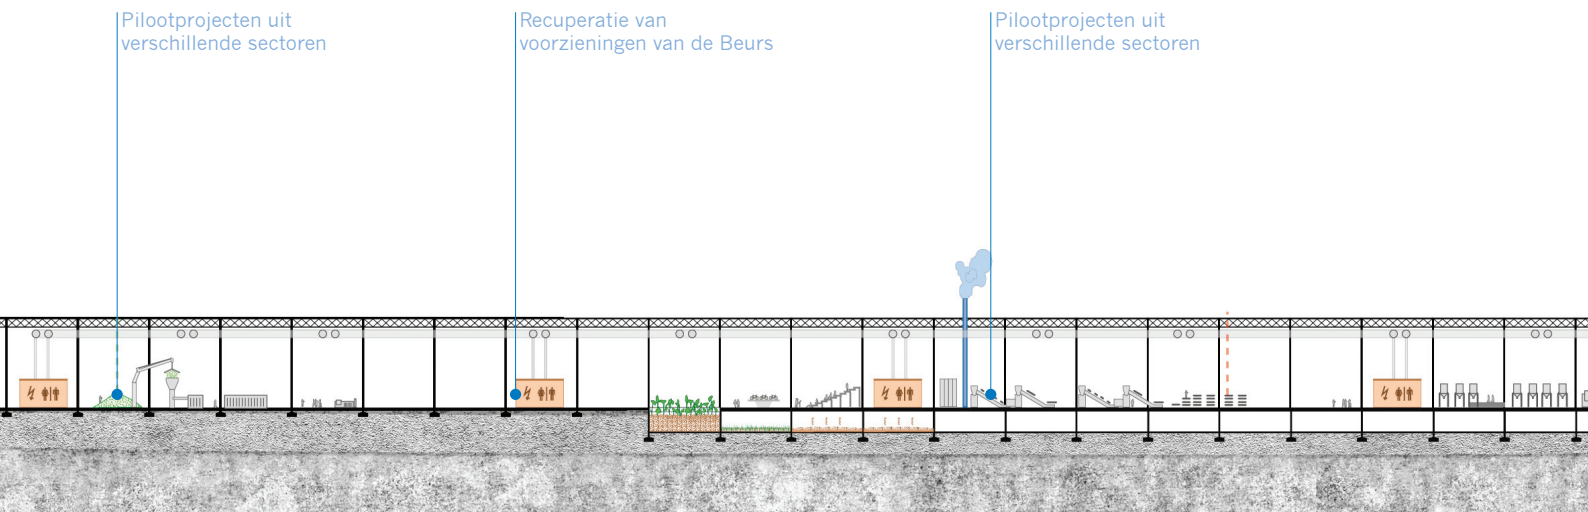 Pilootprojecten uit
verschillende sectoren
Recuperatie van
voorzieningen van de Beurs
Pilootprojecten uit
verschillende sectoren